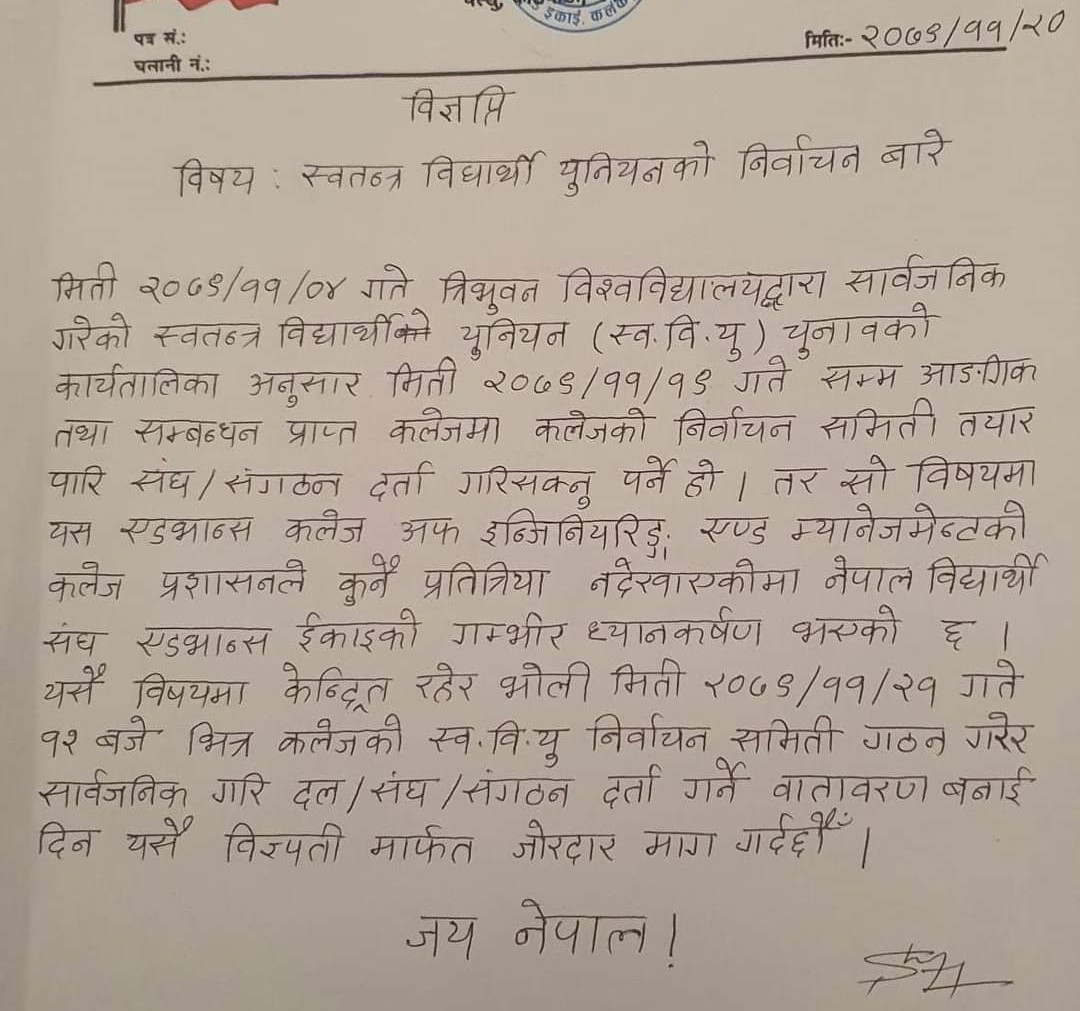 इकाई, कलं
पत्र सं.:
चलानी नं.:
मितिः- २०७९/११/२०
विज्ञप्ति
विषय : स्वतन्त्र विद्यार्थी युनियनको निर्वाचन बारे
मिती २०७९/११/०४ गते त्रिभुवन विश्वविद्यालयद्वारा सार्वजनिक
गरेको स्वतन्त्र विद्यार्थी युनियन (स्व.वि.यु) चुनावको
कार्यतालिका अनुसार मिती २०७९/११/१९ गते सम्म आङगिक
तथा सम्बन्धन प्राप्त कलेजमा कलेजको निर्वाचन समिती तयार
पारि संघ/संगठन दर्ता गरिसक्नु पर्ने हो । तर सो विषयमा
यस एडभान्स कलेज अफ इन्जिनियरिङ्ग एण्ड म्यानेजमेन्टको
कलेज प्रशासनले कुनै प्रतित्रिया नदेखाएकोमा नेपाल विद्यार्थी
संघ एडभान्स ईकाइको गम्भीर ध्यानकर्षण भएको छ ।
यसै विषयमा केन्द्रित रहेर भोली मिती २०७९/११/२१ गते
१२ बजे भित्र कलेजको स्व.वि.यु निर्वाचन समिती गठन गरेर
सार्वजनिक गरि दल/संघ/संगठन दर्ता गर्ने वातावरण बनाई
दिन यसै विज्ञपती मार्फत जोरदार माग गर्दछौँ ।
जय नेपाल !